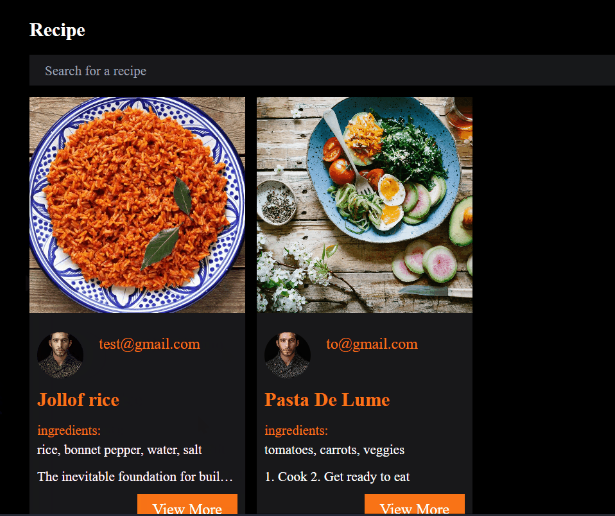 Recipe
Search for a recipe
test@gmail.com
Jollof rice
ingredients:
rice, bonnet pepper, water, salt
The inevitable foundation for buil…
View More
to@gmail.com
Pasta De Lume
ingredients:
tomatoes, carrots, veggies
1. Cook 2. Get ready to eat
View More